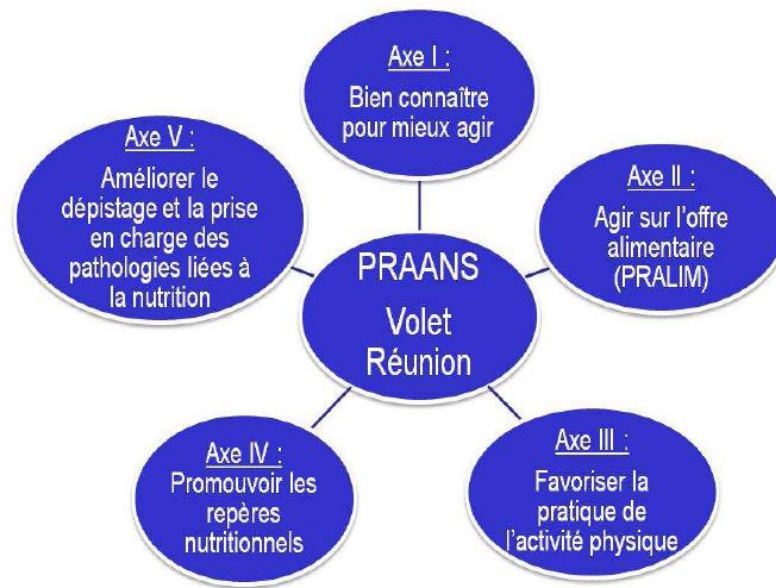 Axe I :
Bien connaître
pour mieux agir
Axe II :
Agir sur l'offre
alimentaire
(PRALIM)
Axe III :
Favoriser la
pratique de
l'activité physique
Axe IV :
Promouvoir les
repères
nutritionnels
Axe V :
Améliorer le
dépistage et la prise
en charge des
pathologies liées à
la nutrition
PRAANS
Volet
Réunion